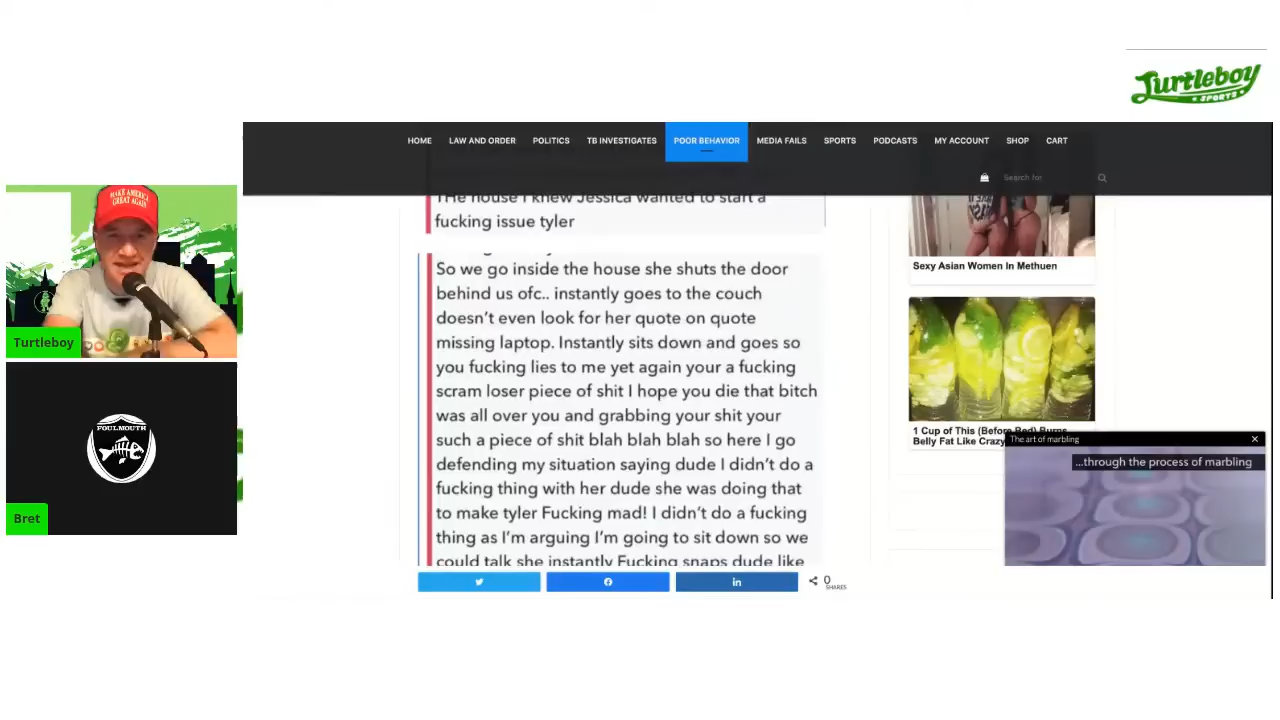 Turtleboy
SPORTS
HOME LAW AND ORDER POLITICS TB INVESTIGATES POOR BEHAVIOR MEDIA FAILS SPORTS PODCASTS MY ACCOUNT SHOP CART
Search for
MAKE AMERICA
GREAT AGAIN
Turtleboy
FOULMOUTH
Bret
THe house I knew Jessica wanted to start a
fucking issue tyler
So we go inside the house she shuts the door
behind us ofc.. instantly goes to the couch
doesn't even look for her quote on quote
missing laptop. Instantly sits down and goes so
you fucking lies to me yet again your a fucking
scram loser piece of shit I hope you die that bitch
was all over you and grabbing your shit your
such a piece of shit blah blah blah so here I go
defending my situation saying dude I didn't do a
fucking thing with her dude she was doing that
to make tyler Fucking mad! I didn't do a fucking
thing as I'm arguing I'm going to sit down so we
could talk she instantly Fucking snaps dude like
0
SHARES
Sexy Asian Women In Methuen
1 Cup of This (Before Bed) Burns
Belly Fat Like Crazy
The art of marbling
...through the process of marbling